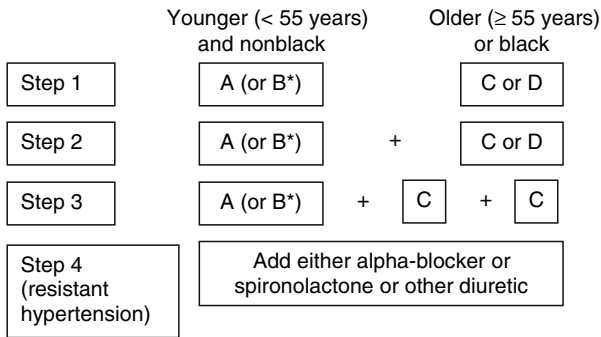 Younger (< 55 years) and nonblack
Older (≥ 55 years) or black
Step 1
A (or B*)
C or D
Step 2
A (or B*)
+
C or D
Step 3
A (or B*)
+
C
+
C
Step 4
(resistant
hypertension)
Add either alpha-blocker or
spironolactone or other diuretic